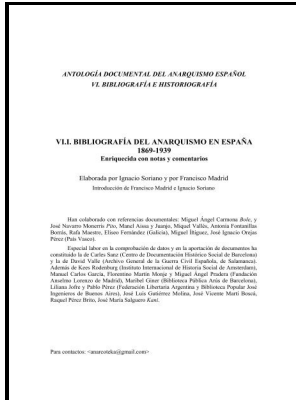 ANTOLOGÍA DOCUMENTAL DEL ANARQUISMO ESPAÑOL
VI. BIBLIOGRAFÍA E HISTORIOGRAFÍA
VI.I. BIBLIOGRAFÍA DEL ANARQUISMO EN ESPAÑA
1869-1939
Enriquecida con notas y comentarios
Elaborada por Ignacio Soriano y por Francisco Madrid
Introducción de Francisco Madrid e Ignacio Soriano
Han colaborado con referencias documentales: Miguel Ángel Carmona Bole, y
José Navarro Monerris Pito, Manel Aisa y Juanjo, Miquel Vallès, Antonia Fontanillas
Borràs, Rafa Maestro, Eliseo Fernández (Galicia), Miguel Íñiguez, José Ignacio Orejas
Pérez (País Vasco).
Especial labor en la comprobación de datos y en la aportación de documentos ha
constituido la de Carles Sanz (Centro de Documentación Histórico Social de Barcelona)
y la de David Valle (Archivo General de la Guerra Civil Española, de Salamanca).
Además de Kees Rodenburg (Instituto Internacional de Historia Social de Amsterdam),
Manuel Carlos García, Florentino Martín Monje y Miguel Ángel Pradera (Fundación
Anselmo Lorenzo de Madrid), Maribel Giner (Biblioteca Pública Arús de Barcelona),
Liliana Jofre y Pablo Pérez (Federación Libertaria Argentina y Biblioteca Popular José
Ingenieros de Buenos Aires), José Luis Gutiérrez Molina, José Vicente Martí Boscà,
Raquel Pérez Brito, José María Salguero Kani.
Para contactos: <anarcoteka@gmail.com>